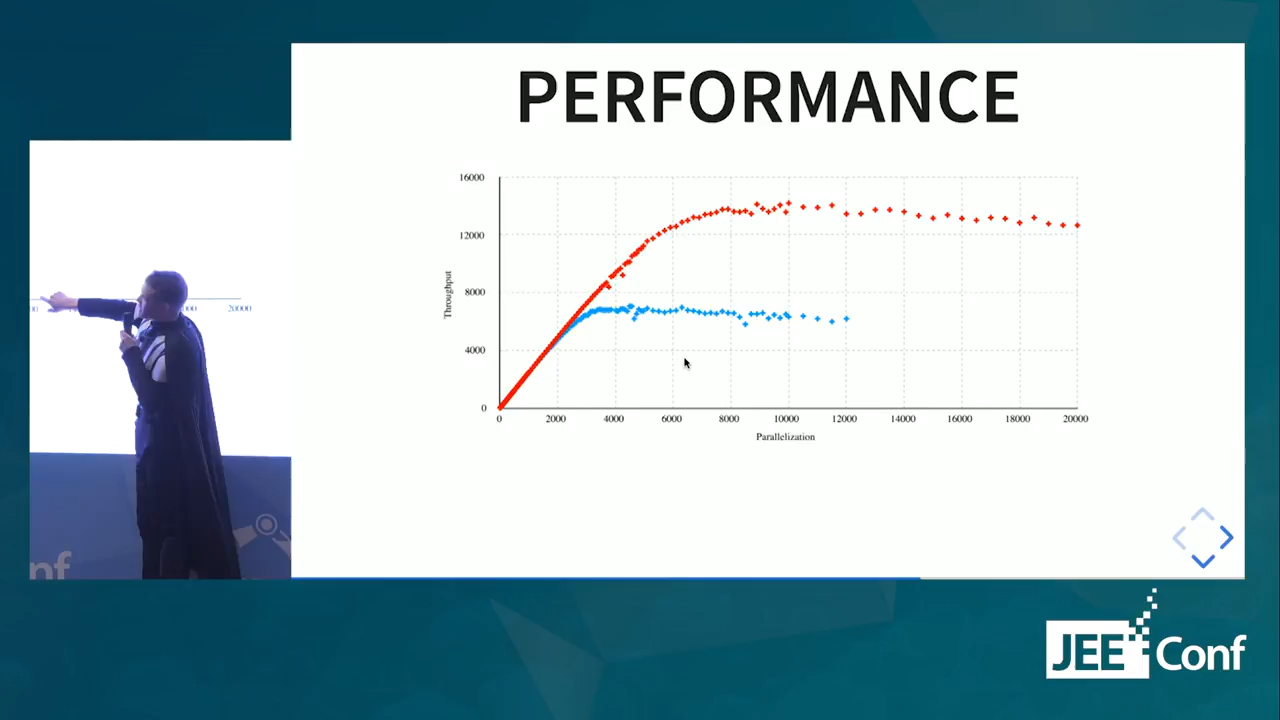 PERFORMANCE
16000
12000
8000
4000
0
Throughput
0 2000 4000 6000 8000 10000 12000 14000 16000 18000 20000
Parallelization
20000
nf
JEE Conf